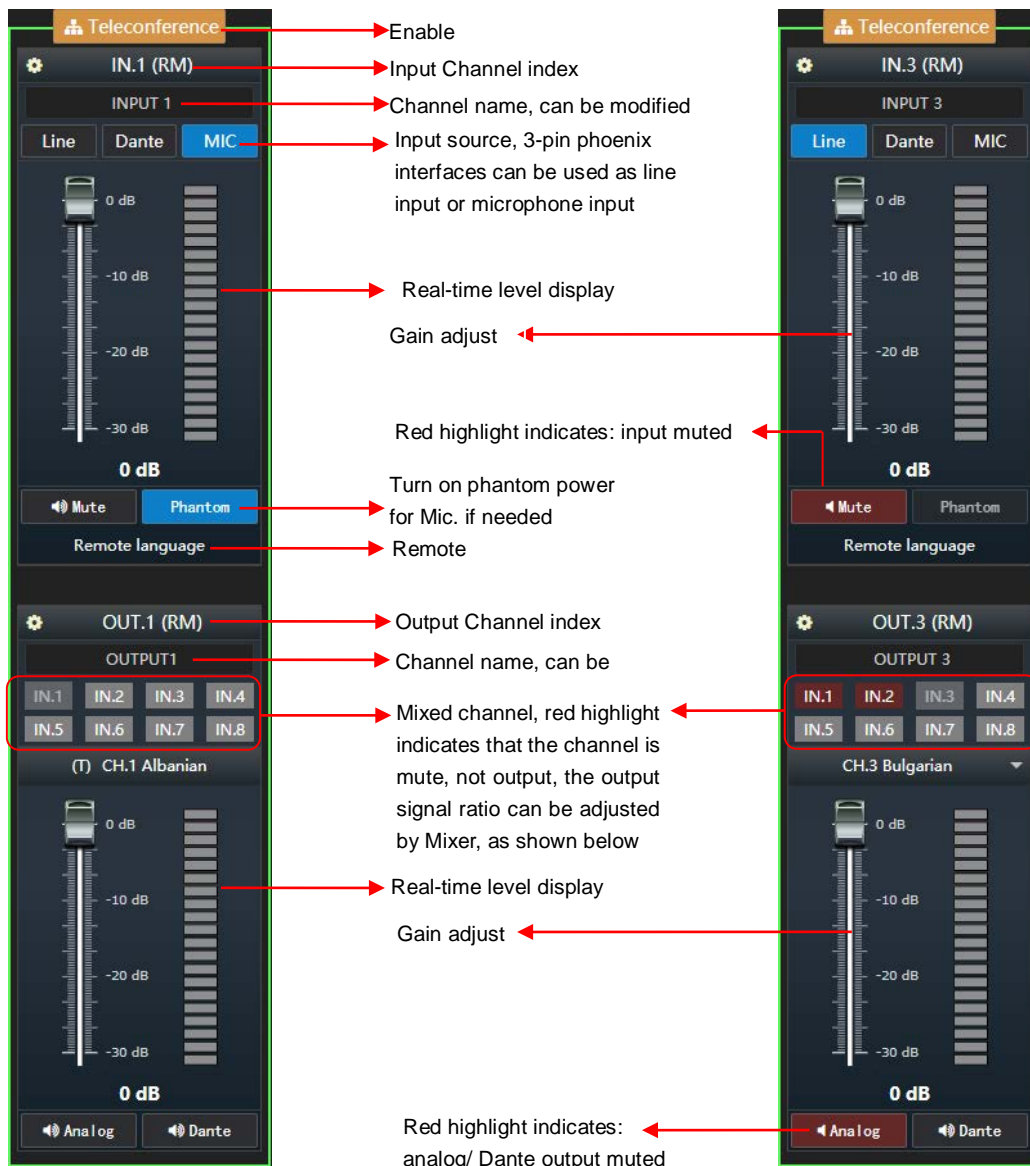 Teleconference
IN.1 (RM)
INPUT 1
Line Dante MIC
0 dB
-10 dB
-20 dB
-30 dB
0 dB
Mute Phantom
Remote language
OUT.1 (RM)
OUTPUT1
IN.1 IN.2 IN.3 IN.4
IN.5 IN.6 IN.7 IN.8
(T) CH.1 Albanian
0 dB
-10 dB
-20 dB
-30 dB
0 dB
Analog Dante
Enable
Input Channel index
Channel name, can be modified
Input source, 3-pin phoenix
interfaces can be used as line
input or microphone input
Real-time level display
Gain adjust
Red highlight indicates: input muted
Turn on phantom power
for Mic. if needed
Remote
Output Channel index
Channel name, can be
Mixed channel, red highlight
indicates that the channel is
mute, not output, the output
signal ratio can be adjusted
by Mixer, as shown below
Real-time level display
Gain adjust
Red highlight indicates:
analog/ Dante output muted
Teleconference
IN.3 (RM)
INPUT 3
Line Dante MIC
0 dB
-10 dB
-20 dB
-30 dB
0 dB
Mute Phantom
Remote language
OUT.3 (RM)
OUTPUT 3
IN.1 IN.2 IN.3 IN.4
IN.5 IN.6 IN.7 IN.8
CH.3 Bulgarian
0 dB
-10 dB
-20 dB
-30 dB
0 dB
Analog Dante